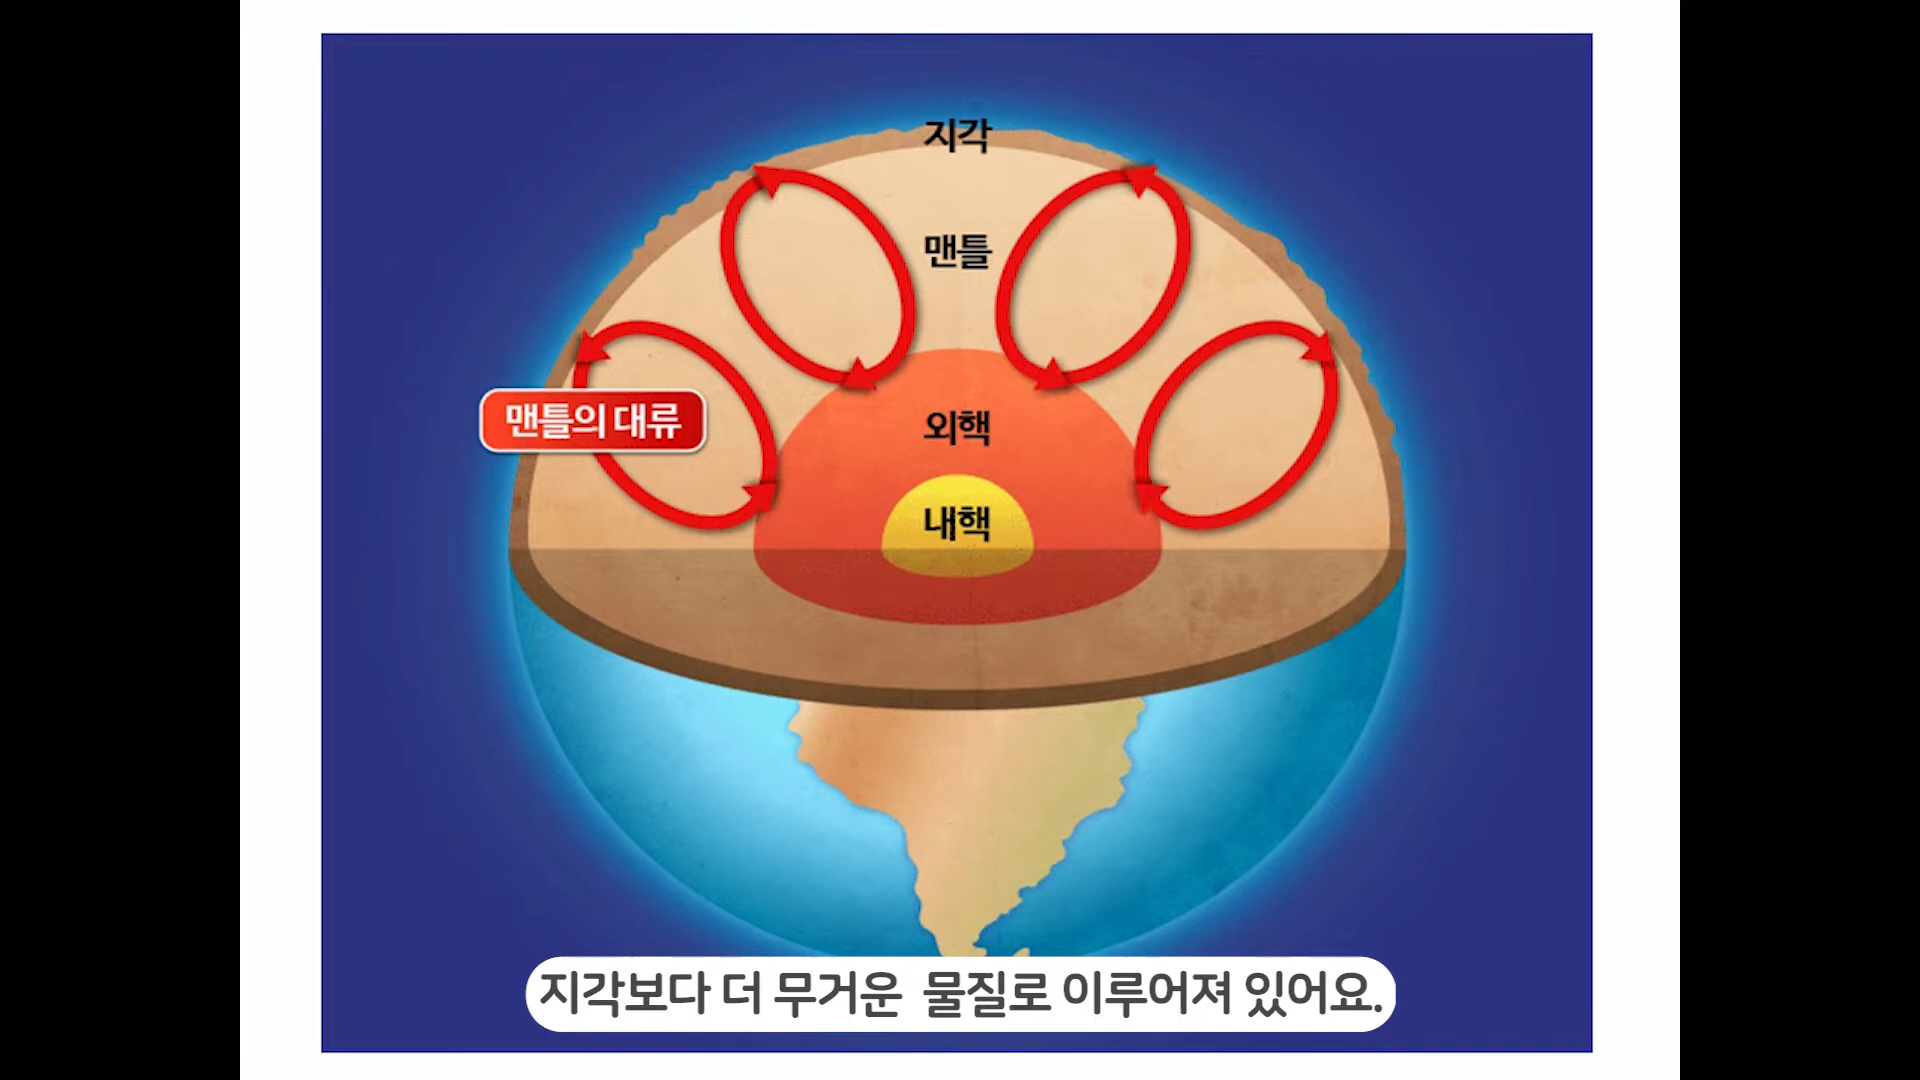 지각
맨틀
맨틀의 대류
외핵
내핵
지각보다 더 무거운 물질로 이루어져 있어요.